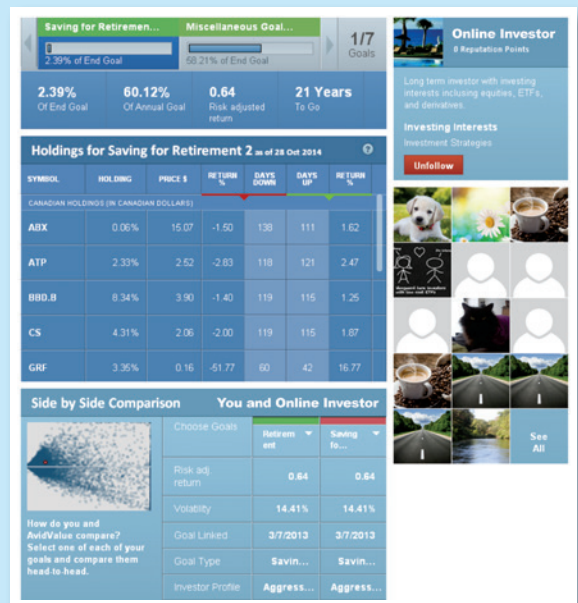 Saving for Retiremen...
Miscellaneous Goal...
2.39% of End Goal
58.21% of End Goal
1/7
Goals
2.39%
Of End Goal
60.12%
Of Annual Goal
0.64
Risk adjusted
return
21 Years
To Go
Holdings for Saving for Retirement 2 as of 28 Oct 2014
SYMBOL HOLDING PRICE $ RETURN % DAYS DOWN DAYS UP RETURN %
CANADIAN HOLDINGS (IN CANADIAN DOLLARS)
ABX 0.06% 15.07 -1.50 138 111 1.62
ATP 2.33% 2.52 -2.83 118 121 2.47
BBD.B 8.34% 3.90 -1.40 119 115 1.25
CS 4.31% 2.06 -2.00 119 115 1.87
GRF 3.35% 0.16 -51.77 60 42 16.77
Side by Side Comparison You and Online Investor
How do you and
AvidValue compare?
Select one of each of your
goals and compare them
head-to-head.
Choose Goals Retirem ent Saving fo...
Risk adj return 0.64 0.64
Volatility 14.41% 14.41%
Goal Linked 3/7/2013 3/7/2013
Goal Type Savin... Savin...
Investor Profile Aggress... Aggress...
Online Investor
0 Reputation Points
Long term investor with investing
interests inclusing equities, ETFs,
and derivatives.
Investing Interests
Investment Strategies
Unfollow
See
All